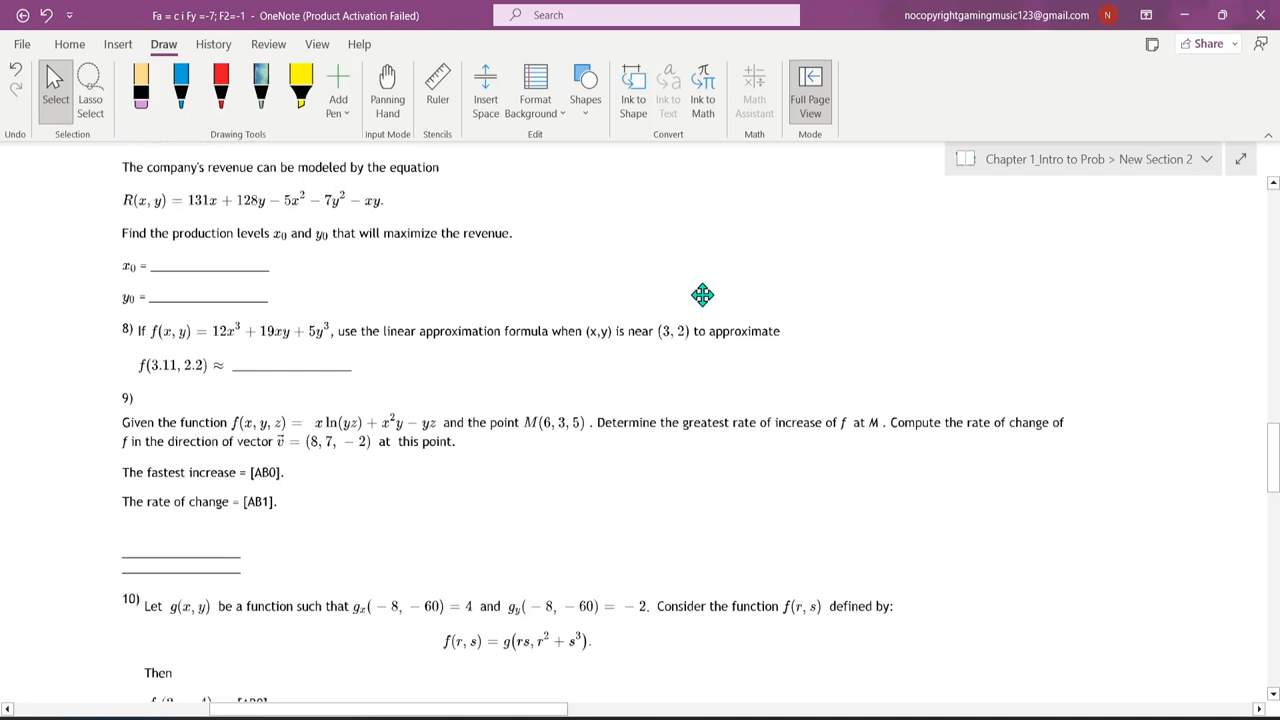 Fa = c i Fy =-7; F2=-1 - OneNote (Product Activation Failed)
Search
nocopyrightgamingmusic123@gmail.com
N
File Home Insert Draw History Review View Help
Share
Select
Lasso Select
Add Pen
Panning Hand
Ruler
Insert Space
Format Background
Shapes
Ink to Shape
Ink to Text
Ink to Math
Math Assistant
Full Page View
Undo Selection Drawing Tools Input Mode Stencils Edit Convert Math Mode
Chapter 1_Intro to Prob > New Section 2
The company's revenue can be modeled by the equation
R(x, y) = 131x + 128y − 5x² − 7y² − xy.
Find the production levels x₀ and y₀ that will maximize the revenue.
x₀ = ____________
y₀ = ____________
8) If f(x, y) = 12x³ + 19xy + 5y³, use the linear approximation formula when (x,y) is near (3, 2) to approximate
f(3.11, 2.2) ≈ ____________
9)
Given the function f(x, y, z) = x ln(yz) + x²y − yz and the point M(6, 3, 5) . Determine the greatest rate of increase of f at M . Compute the rate of change of
f in the direction of vector v⃗ = (8, 7, − 2) at this point.
The fastest increase = [AB0].
The rate of change = [AB1].
10) Let g(x, y) be a function such that gₓ( − 8, − 60) = 4 and g_y( − 8, − 60) = − 2. Consider the function f(r, s) defined by:
f(r, s) = g(rs, r² + s³).
Then